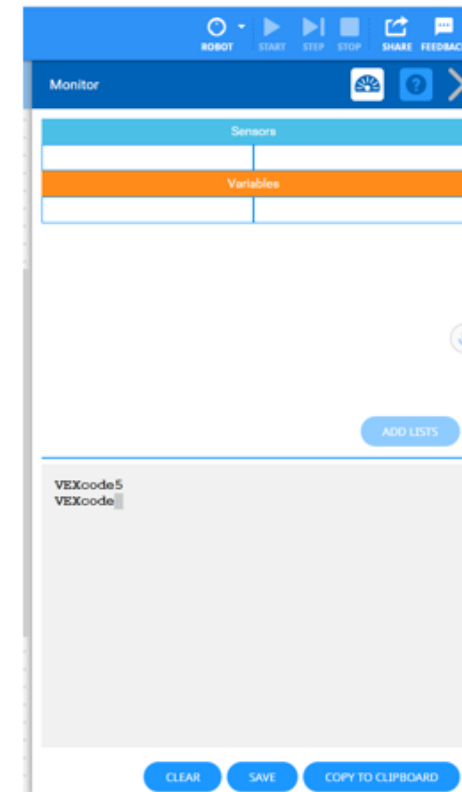 ROBOT START STEP STOP SHARE FEEDBAC
Monitor
Sensors
Variables
ADD LISTS
VEXcode5
VEXcode
CLEAR SAVE COPY TO CLIPBOARD